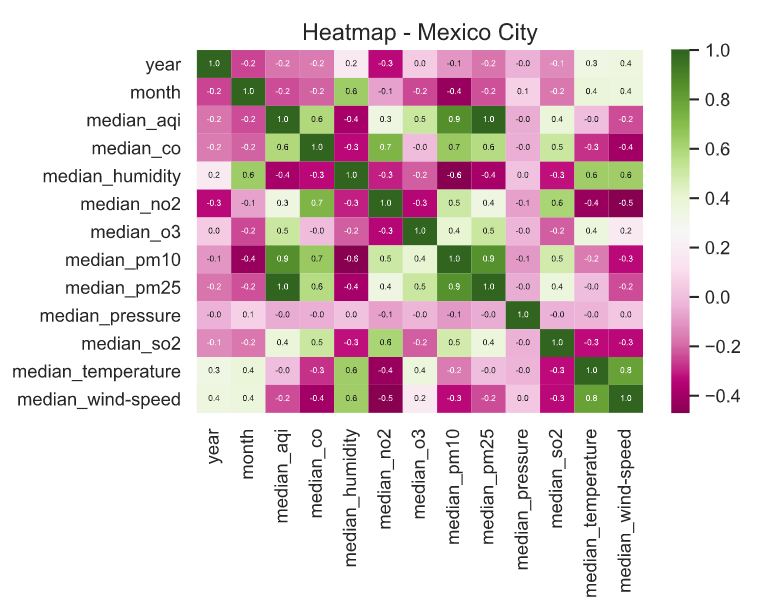 Heatmap - Mexico City
year 1.0 -0.2 -0.2 -0.2 0.2 -0.3 0.0 -0.1 -0.2 -0.0 -0.1 0.3 0.4
month -0.2 1.0 -0.2 -0.2 0.6 -0.1 -0.2 -0.4 -0.2 0.1 -0.2 0.4 0.4
median_aqi -0.2 -0.2 1.0 0.6 -0.4 0.3 0.5 0.9 1.0 -0.0 0.4 -0.0 -0.2
median_co -0.2 -0.2 0.6 1.0 -0.3 0.7 -0.0 0.7 0.6 -0.0 0.5 -0.3 -0.4
median_humidity 0.2 0.6 -0.4 -0.3 1.0 -0.3 -0.2 -0.6 -0.4 0.0 -0.3 0.6 0.6
median_no2 -0.3 -0.1 0.3 0.7 -0.3 1.0 -0.3 0.5 0.4 -0.1 0.6 -0.4 -0.5
median_o3 0.0 -0.2 0.5 -0.0 -0.2 -0.3 1.0 0.4 0.5 -0.0 -0.2 0.4 0.2
median_pm10 -0.1 -0.4 0.9 0.7 -0.6 0.5 0.4 1.0 0.9 -0.1 0.5 -0.2 -0.3
median_pm25 -0.2 -0.2 1.0 0.6 -0.4 0.4 0.5 0.9 1.0 -0.0 0.4 -0.0 -0.2
median_pressure -0.0 0.1 -0.0 -0.0 0.0 -0.1 -0.0 -0.1 -0.0 1.0 -0.0 -0.0 0.0
median_so2 -0.1 -0.2 0.4 0.5 -0.3 0.6 -0.2 0.5 0.4 -0.0 1.0 -0.3 -0.3
median_temperature 0.3 0.4 -0.0 -0.3 0.6 -0.4 0.4 -0.2 -0.0 -0.0 -0.3 1.0 0.8
median_wind-speed 0.4 0.4 -0.2 -0.4 0.6 -0.5 0.2 -0.3 -0.2 0.0 -0.3 0.8 1.0
year
month
median_aqi
median_co
median_humidity
median_no2
median_o3
median_pm10
median_pm25
median_pressure
median_so2
median_temperature
median_wind-speed
1.0
0.8
0.6
0.4
0.2
0.0
−0.2
−0.4